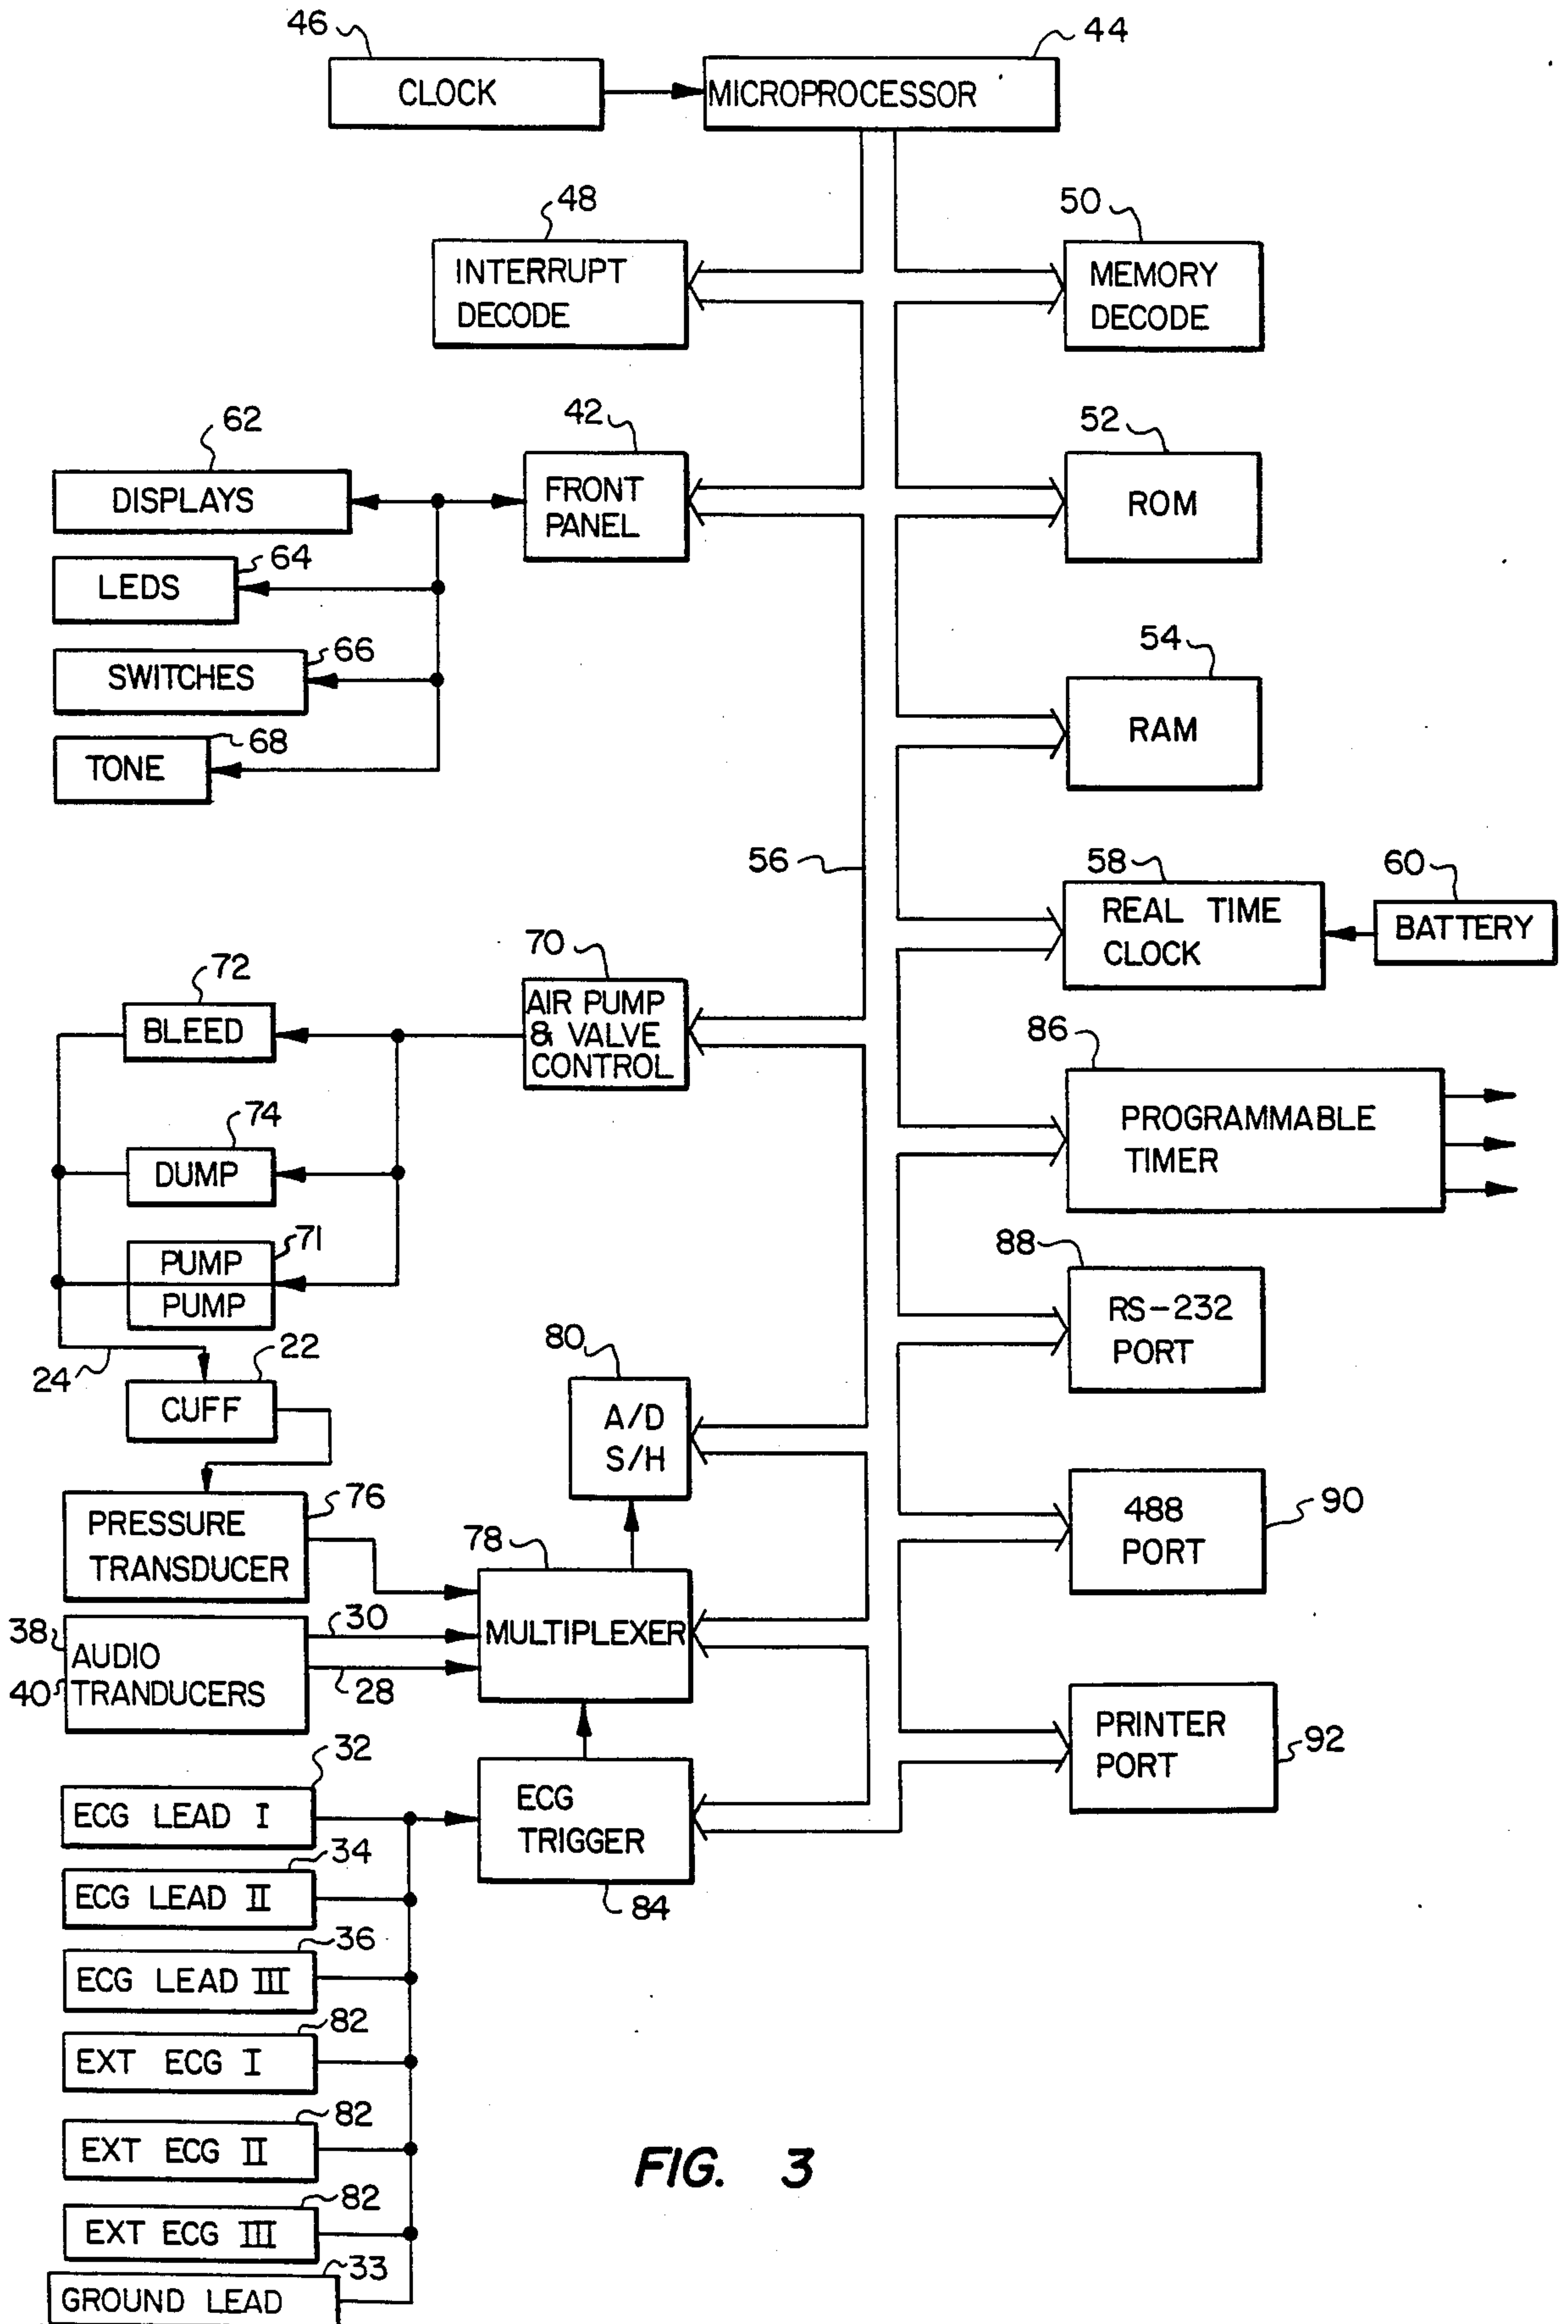 46
44
CLOCK
MICROPROCESSOR
48
50
INTERRUPT
DECODE
MEMORY
DECODE
62
42
52
DISPLAYS
FRONT
PANEL
ROM
64
LEDS
66
SWITCHES
54
68
TONE
RAM
56
58
60
REAL TIME
CLOCK
BATTERY
72
70
BLEED
AIR PUMP
& VALVE
CONTROL
86
74
DUMP
PROGRAMMABLE
TIMER
71
PUMP
PUMP
88
24
22
80
RS-232
PORT
CUFF
A/D
S/H
76
PRESSURE
TRANSDUCER
78
488
PORT
90
38
30
AUDIO
TRANDUCERS
MULTIPLEXER
40
28
32
PRINTER
PORT
92
ECG LEAD I
ECG
TRIGGER
34
ECG LEAD II
84
36
ECG LEAD III
82
EXT ECG I
82
EXT ECG II
FIG. 3
82
EXT ECG III
33
GROUND LEAD